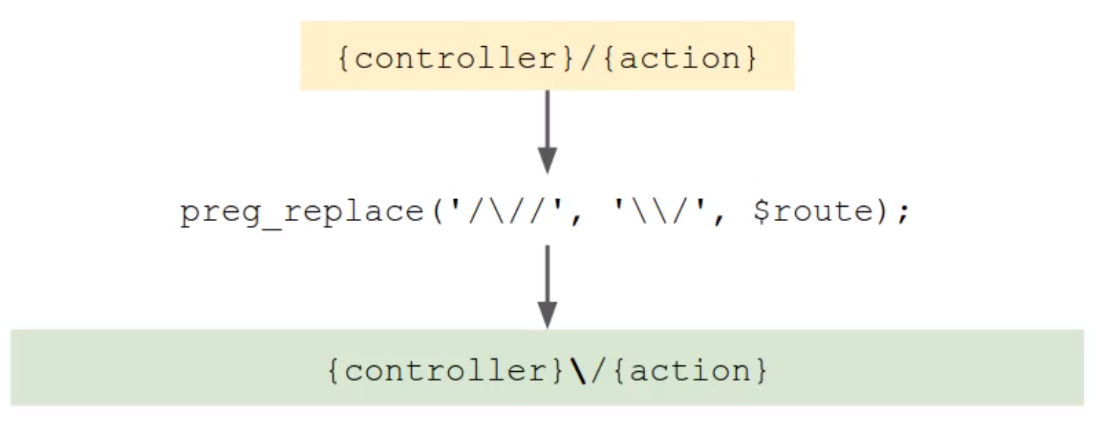 {controller}/{action}
preg_replace('/\//', '\\/', $route);
{controller}\/{action}